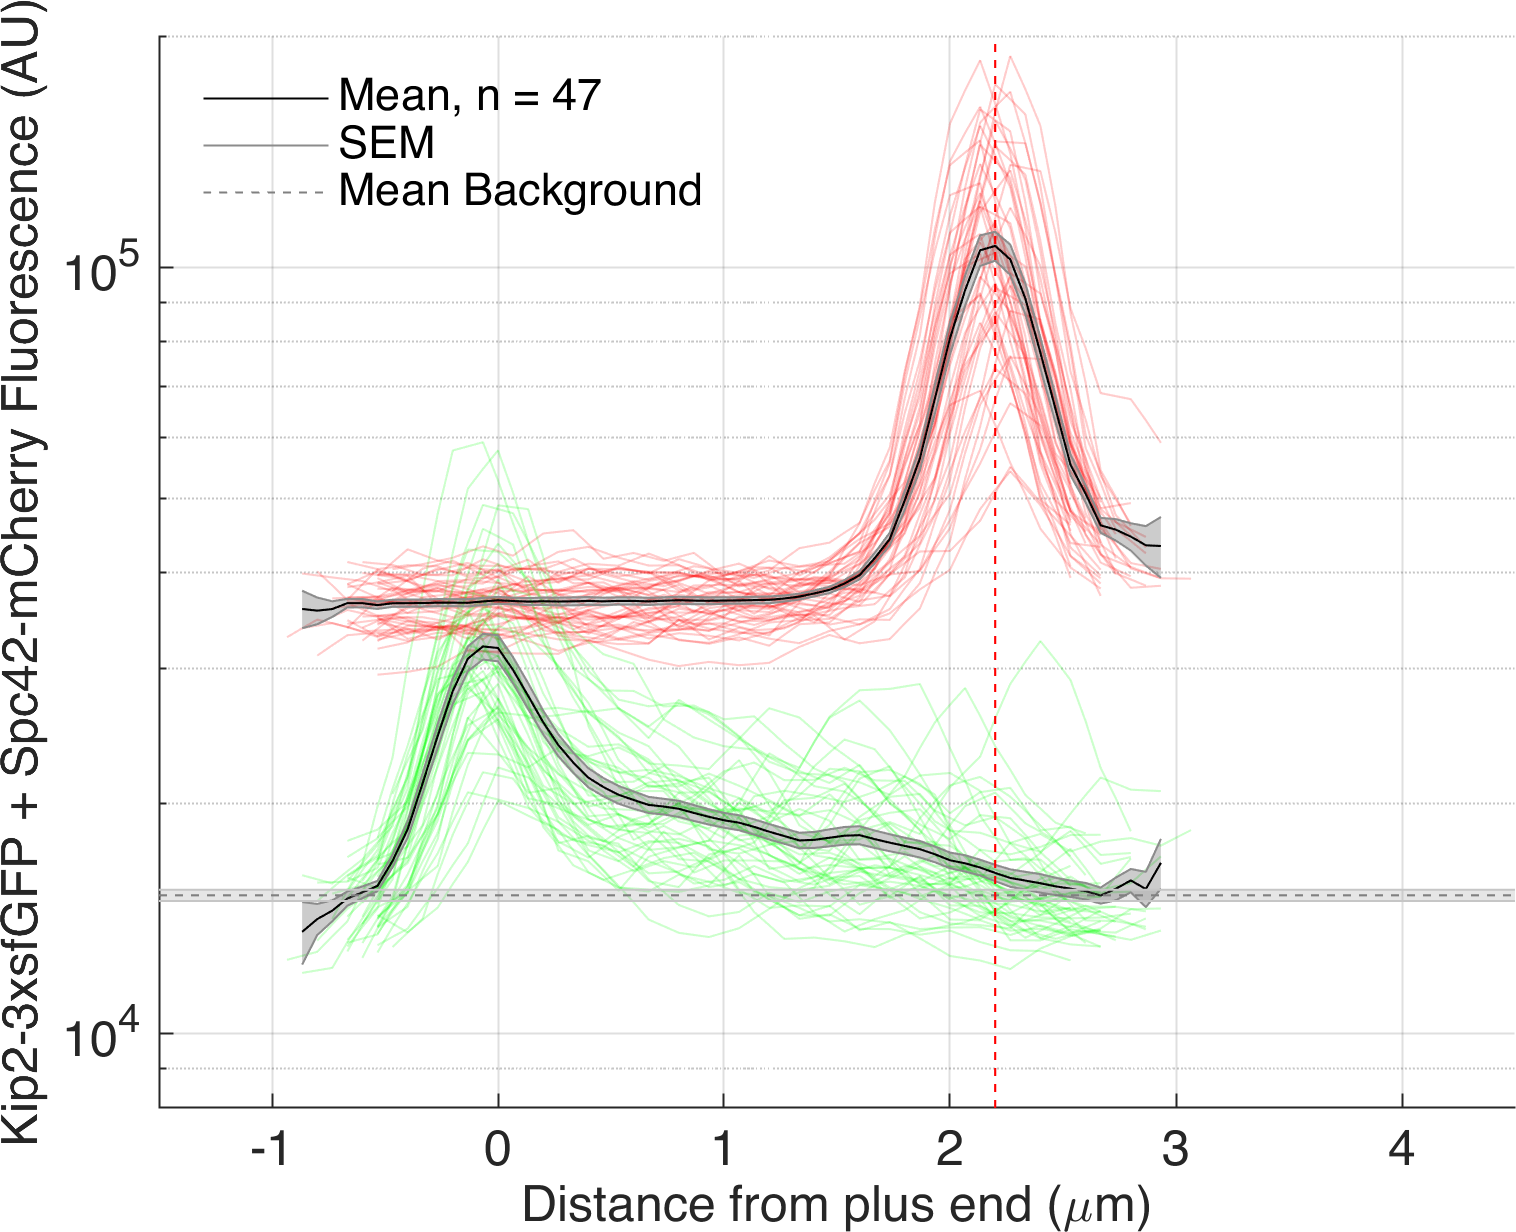 Kip2-3xsfGFP + Spc42-mCherry Fluorescence (AU)
Mean, n = 47
SEM
Mean Background
10^5
10^4
-1 0 1 2 3 4
Distance from plus end (μm)